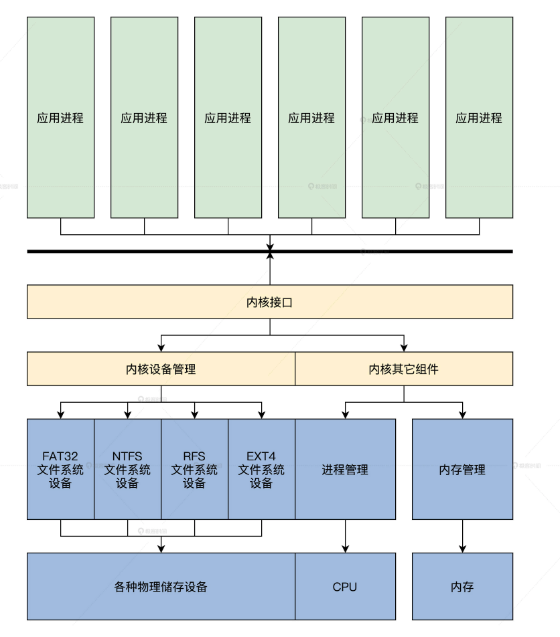 应用进程
应用进程
应用进程
应用进程
应用进程
应用进程
内核接口
内核设备管理
内核其它组件
FAT32
文件系统
设备
NTFS
文件系统
设备
RFS
文件系统
设备
EXT4
文件系统
设备
进程管理
内存管理
各种物理储存设备
CPU
内存